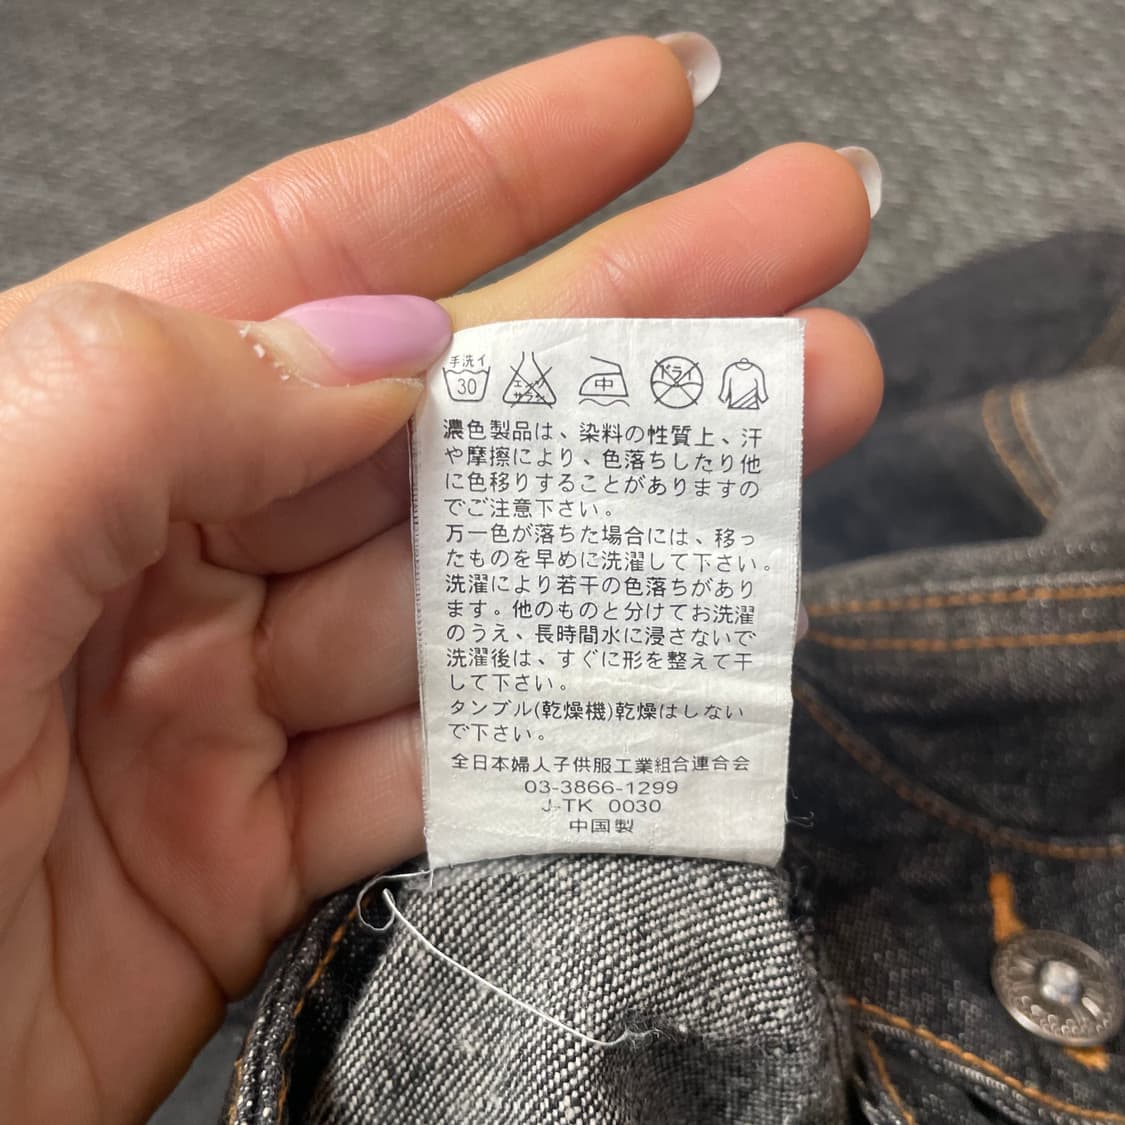 手洗イ
30
エンソ
サラシ
中
ドライ
濃色製品は、染料の性質上、汗
や摩擦により、色落ちしたり他
に色移りすることがありますの
でご注意下さい。
万一色が落ちた場合には、移っ
たものを早めに洗濯して下さい。
洗濯により若干の色落ちがあり
ます。他のものと分けてお洗濯
のうえ、長時間水に浸さないで
洗濯後は、すぐに形を整えて干
して下さい。
タンブル(乾燥機)乾燥はしない
で下さい。
全日本婦人子供服工業組合連合会
03-3866-1299
J-TK 0030
中国製